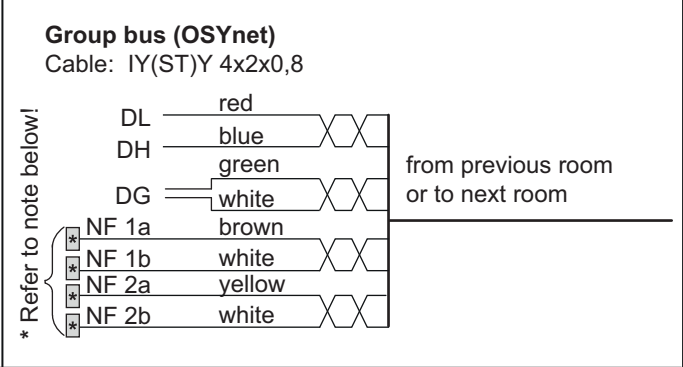 Group bus (OSYnet)
Cable: IY(ST)Y 4x2x0,8
* Refer to note below!
DL red
DH blue
green
DG white
* NF 1a brown
* NF 1b white
* NF 2a yellow
* NF 2b white
from previous room
or to next room